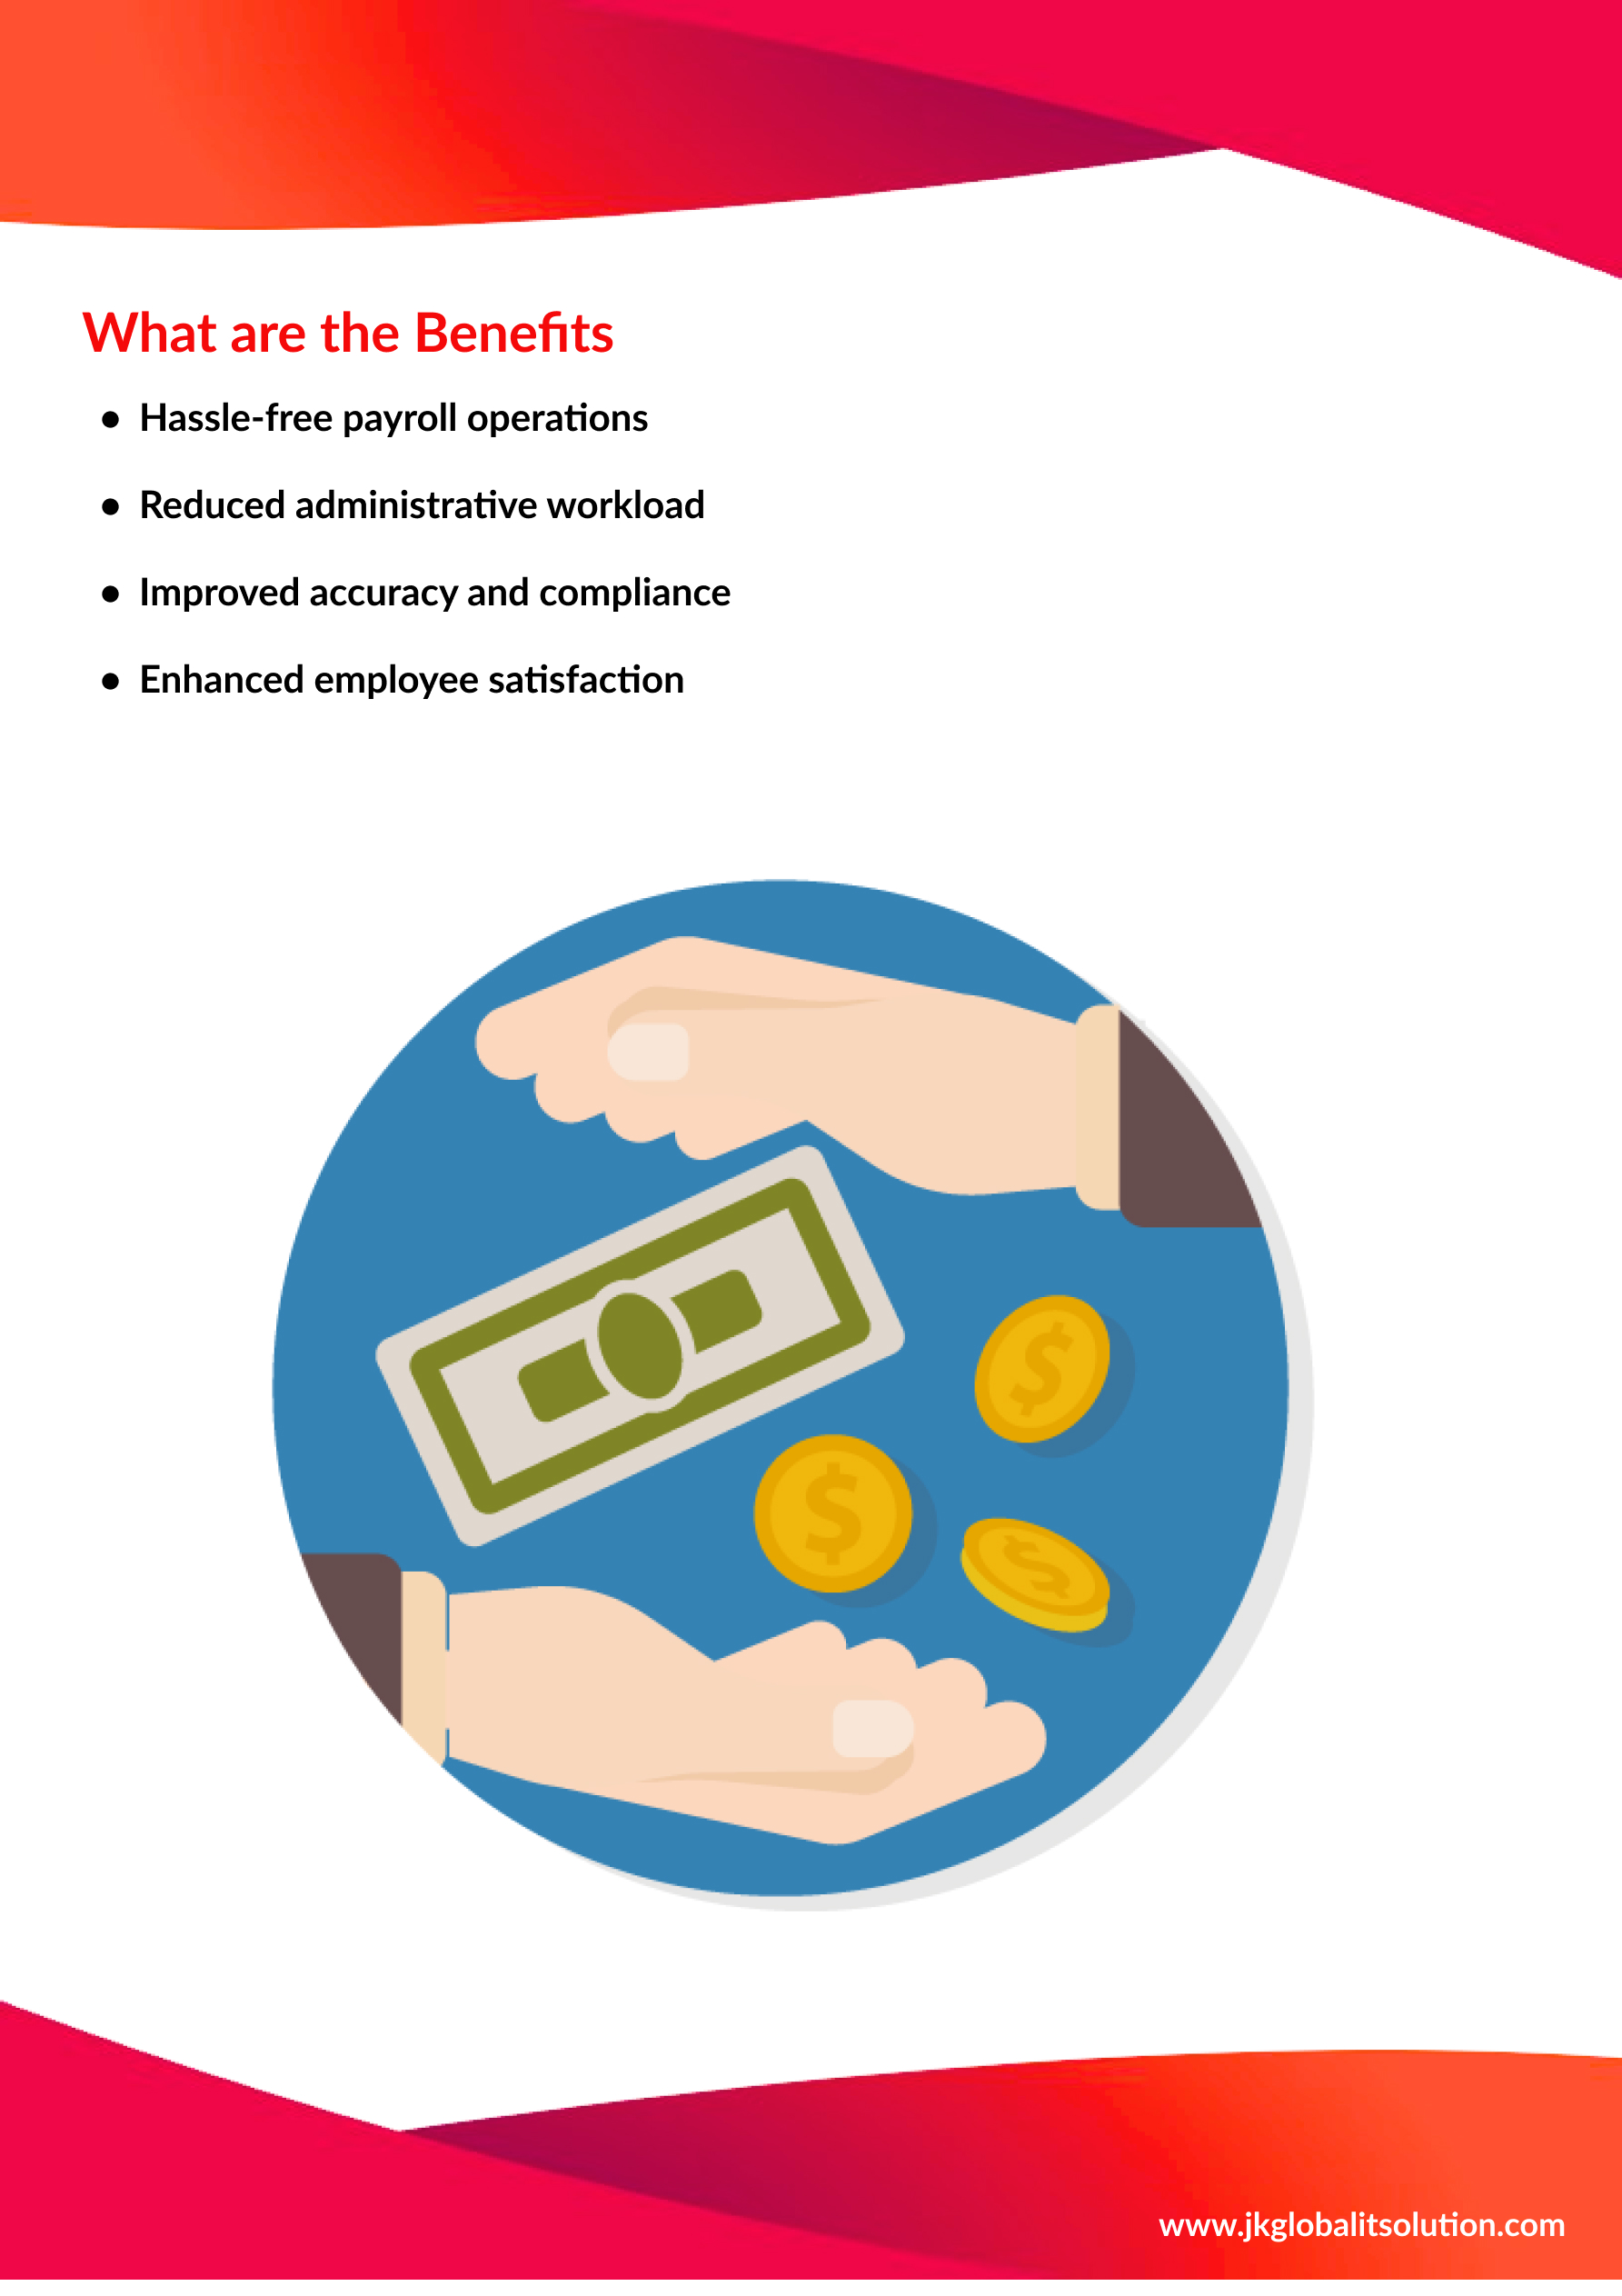 What are the Benefits
● Hassle-free payroll operations
● Reduced administrative workload
● Improved accuracy and compliance
● Enhanced employee satisfaction
$
$
$
www.jkglobalitsolution.com